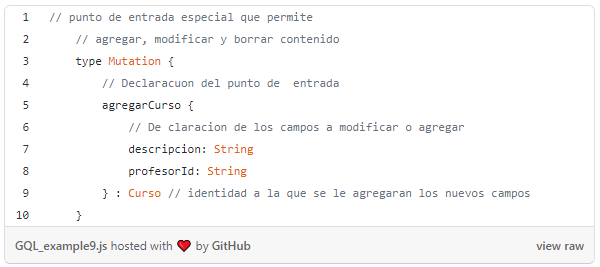 1 // punto de entrada especial que permite
2 // agregar, modificar y borrar contenido
3 type Mutation {
4 // Declaracuon del punto de  entrada
5 agregarCurso {
6 // De claracion de los campos a modificar o agregar
7 descripcion: String
8 profesorId: String
9 } : Curso // identidad a la que se le agregaran los nuevos campos
10 }
GQL_example9.js hosted with ❤ by GitHub view raw